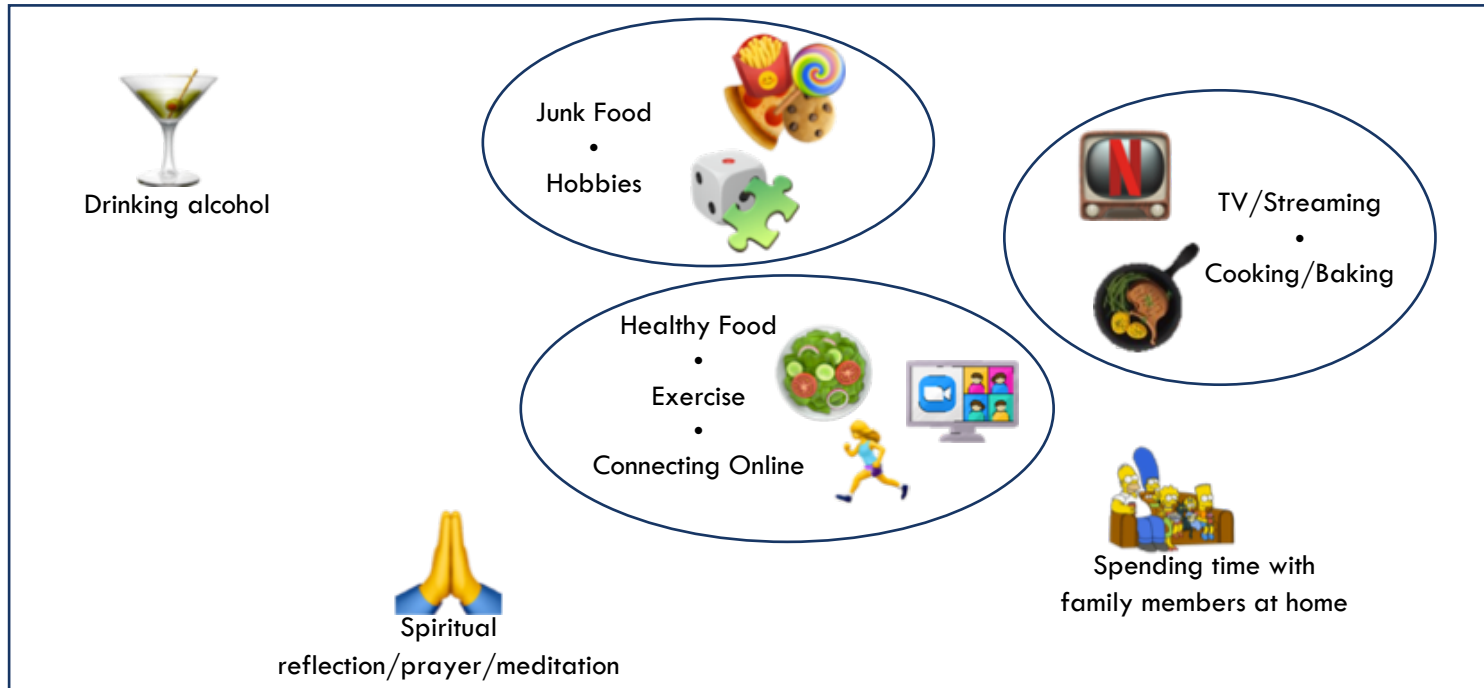 Drinking alcohol
Junk Food
•
Hobbies
N
TV/Streaming
•
Cooking/Baking
Healthy Food
•
Exercise
•
Connecting Online
Spiritual
reflection/prayer/meditation
Spending time with
family members at home